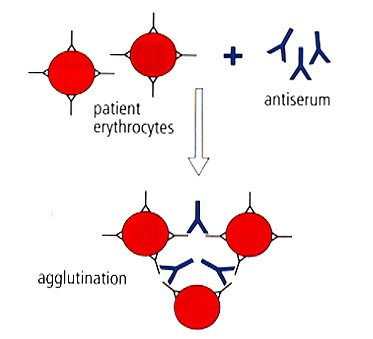 +
patient
erythrocytes
antiserum
agglutination